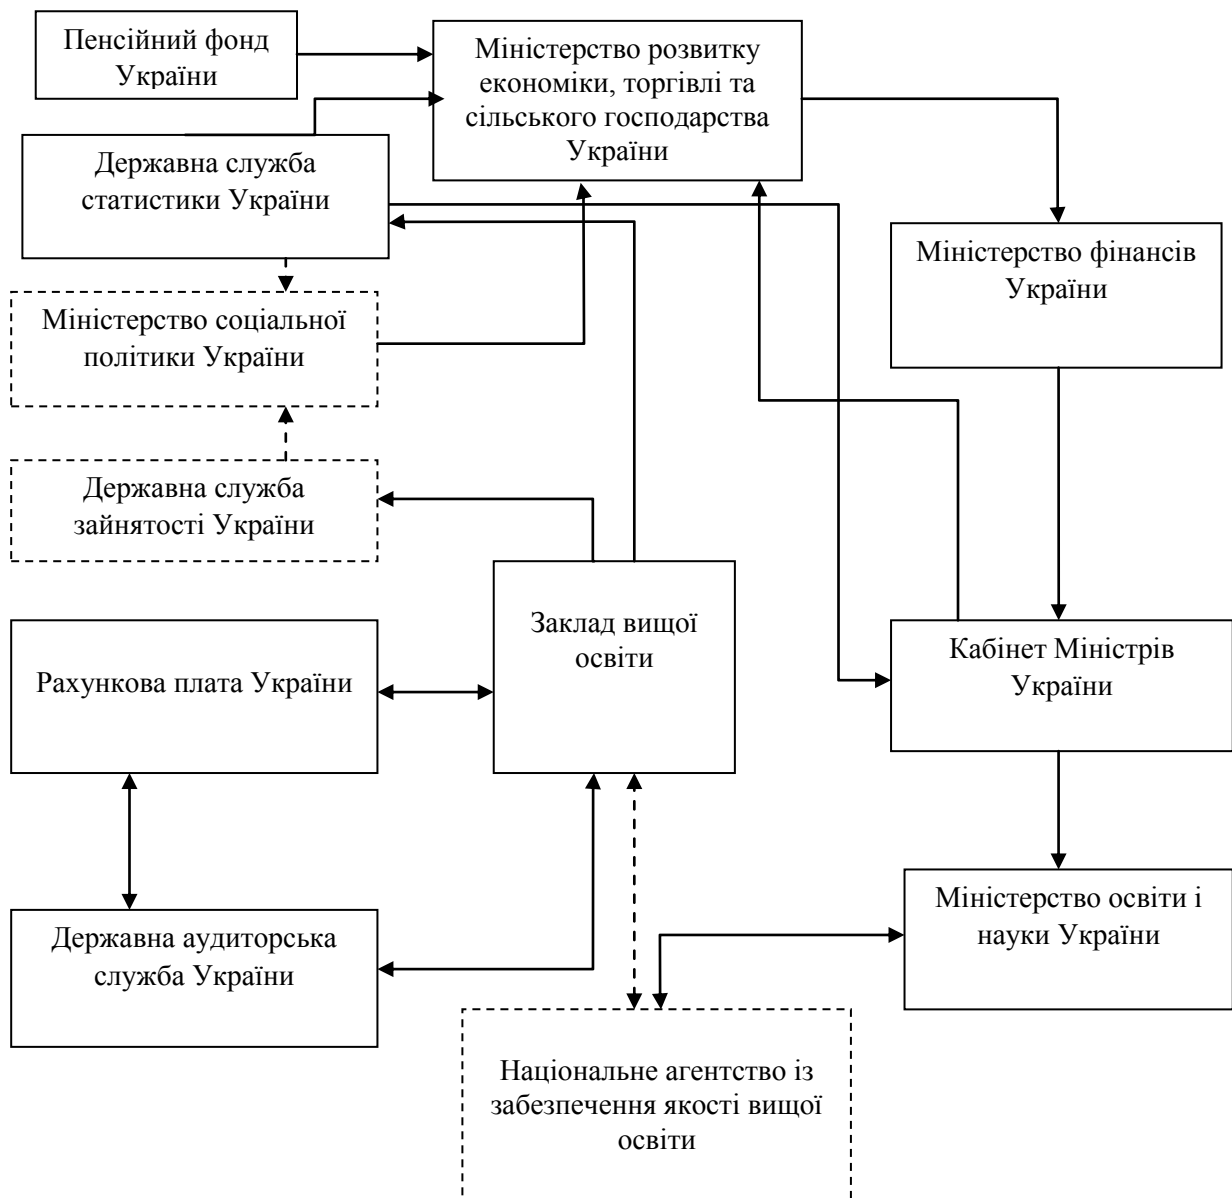 Пенсійний фонд
України
Міністерство розвитку
економіки, торгівлі та
сільського господарства
України
Державна служба
статистики України
Міністерство фінансів
України
Міністерство соціальної
політики України
Державна служба
зайнятості України
Заклад вищої
освіти
Рахункова плата України
Кабінет Міністрів
України
Державна аудиторська
служба України
Міністерство освіти і
науки України
Національне агентство із
забезпечення якості вищої
освіти